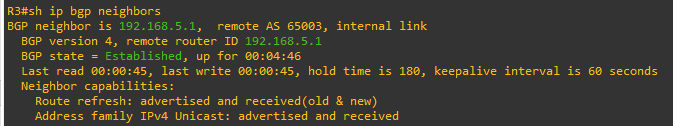 R3#sh ip bgp neighbors
BGP neighbor is 192.168.5.1,  remote AS 65003, internal link
  BGP version 4, remote router ID 192.168.5.1
  BGP state = Established, up for 00:04:46
  Last read 00:00:45, last write 00:00:45, hold time is 180, keepalive interval is 60 seconds
  Neighbor capabilities:
    Route refresh: advertised and received(old & new)
    Address family IPv4 Unicast: advertised and received